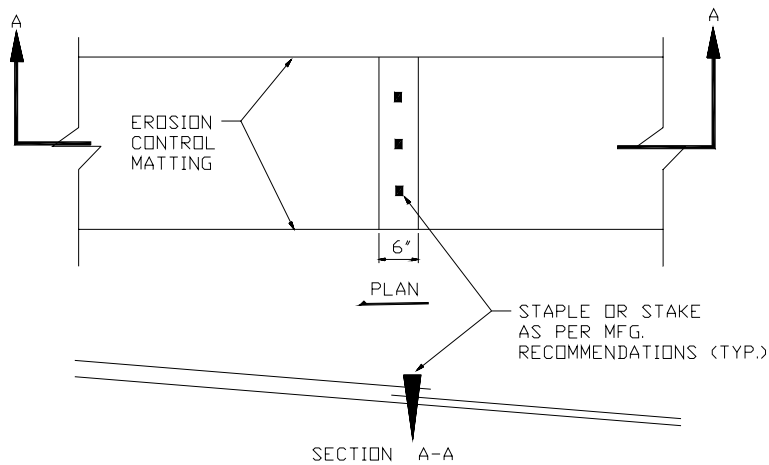 A
A
EROSION
CONTROL
MATTING
6"
PLAN
STAPLE OR STAKE
AS PER MFG.
RECOMMENDATIONS (TYP.)
SECTION A-A